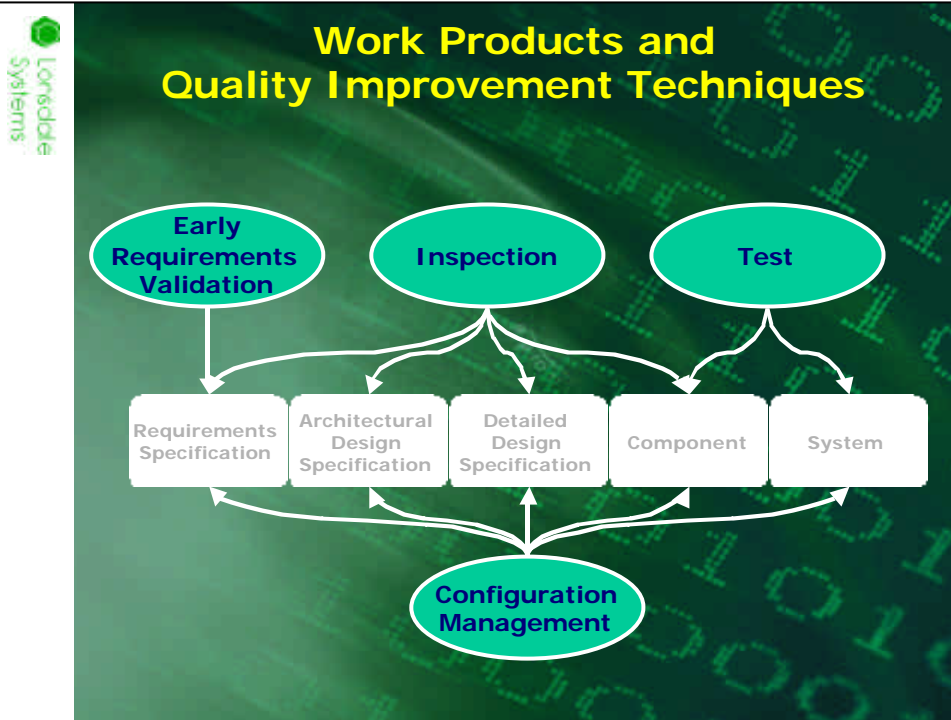 Lonsdale
Systems
Work Products and
Quality Improvement Techniques
Early
Requirements
Validation
Inspection
Test
Requirements
Specification
Architectural
Design
Specification
Detailed
Design
Specification
Component
System
Configuration
Management